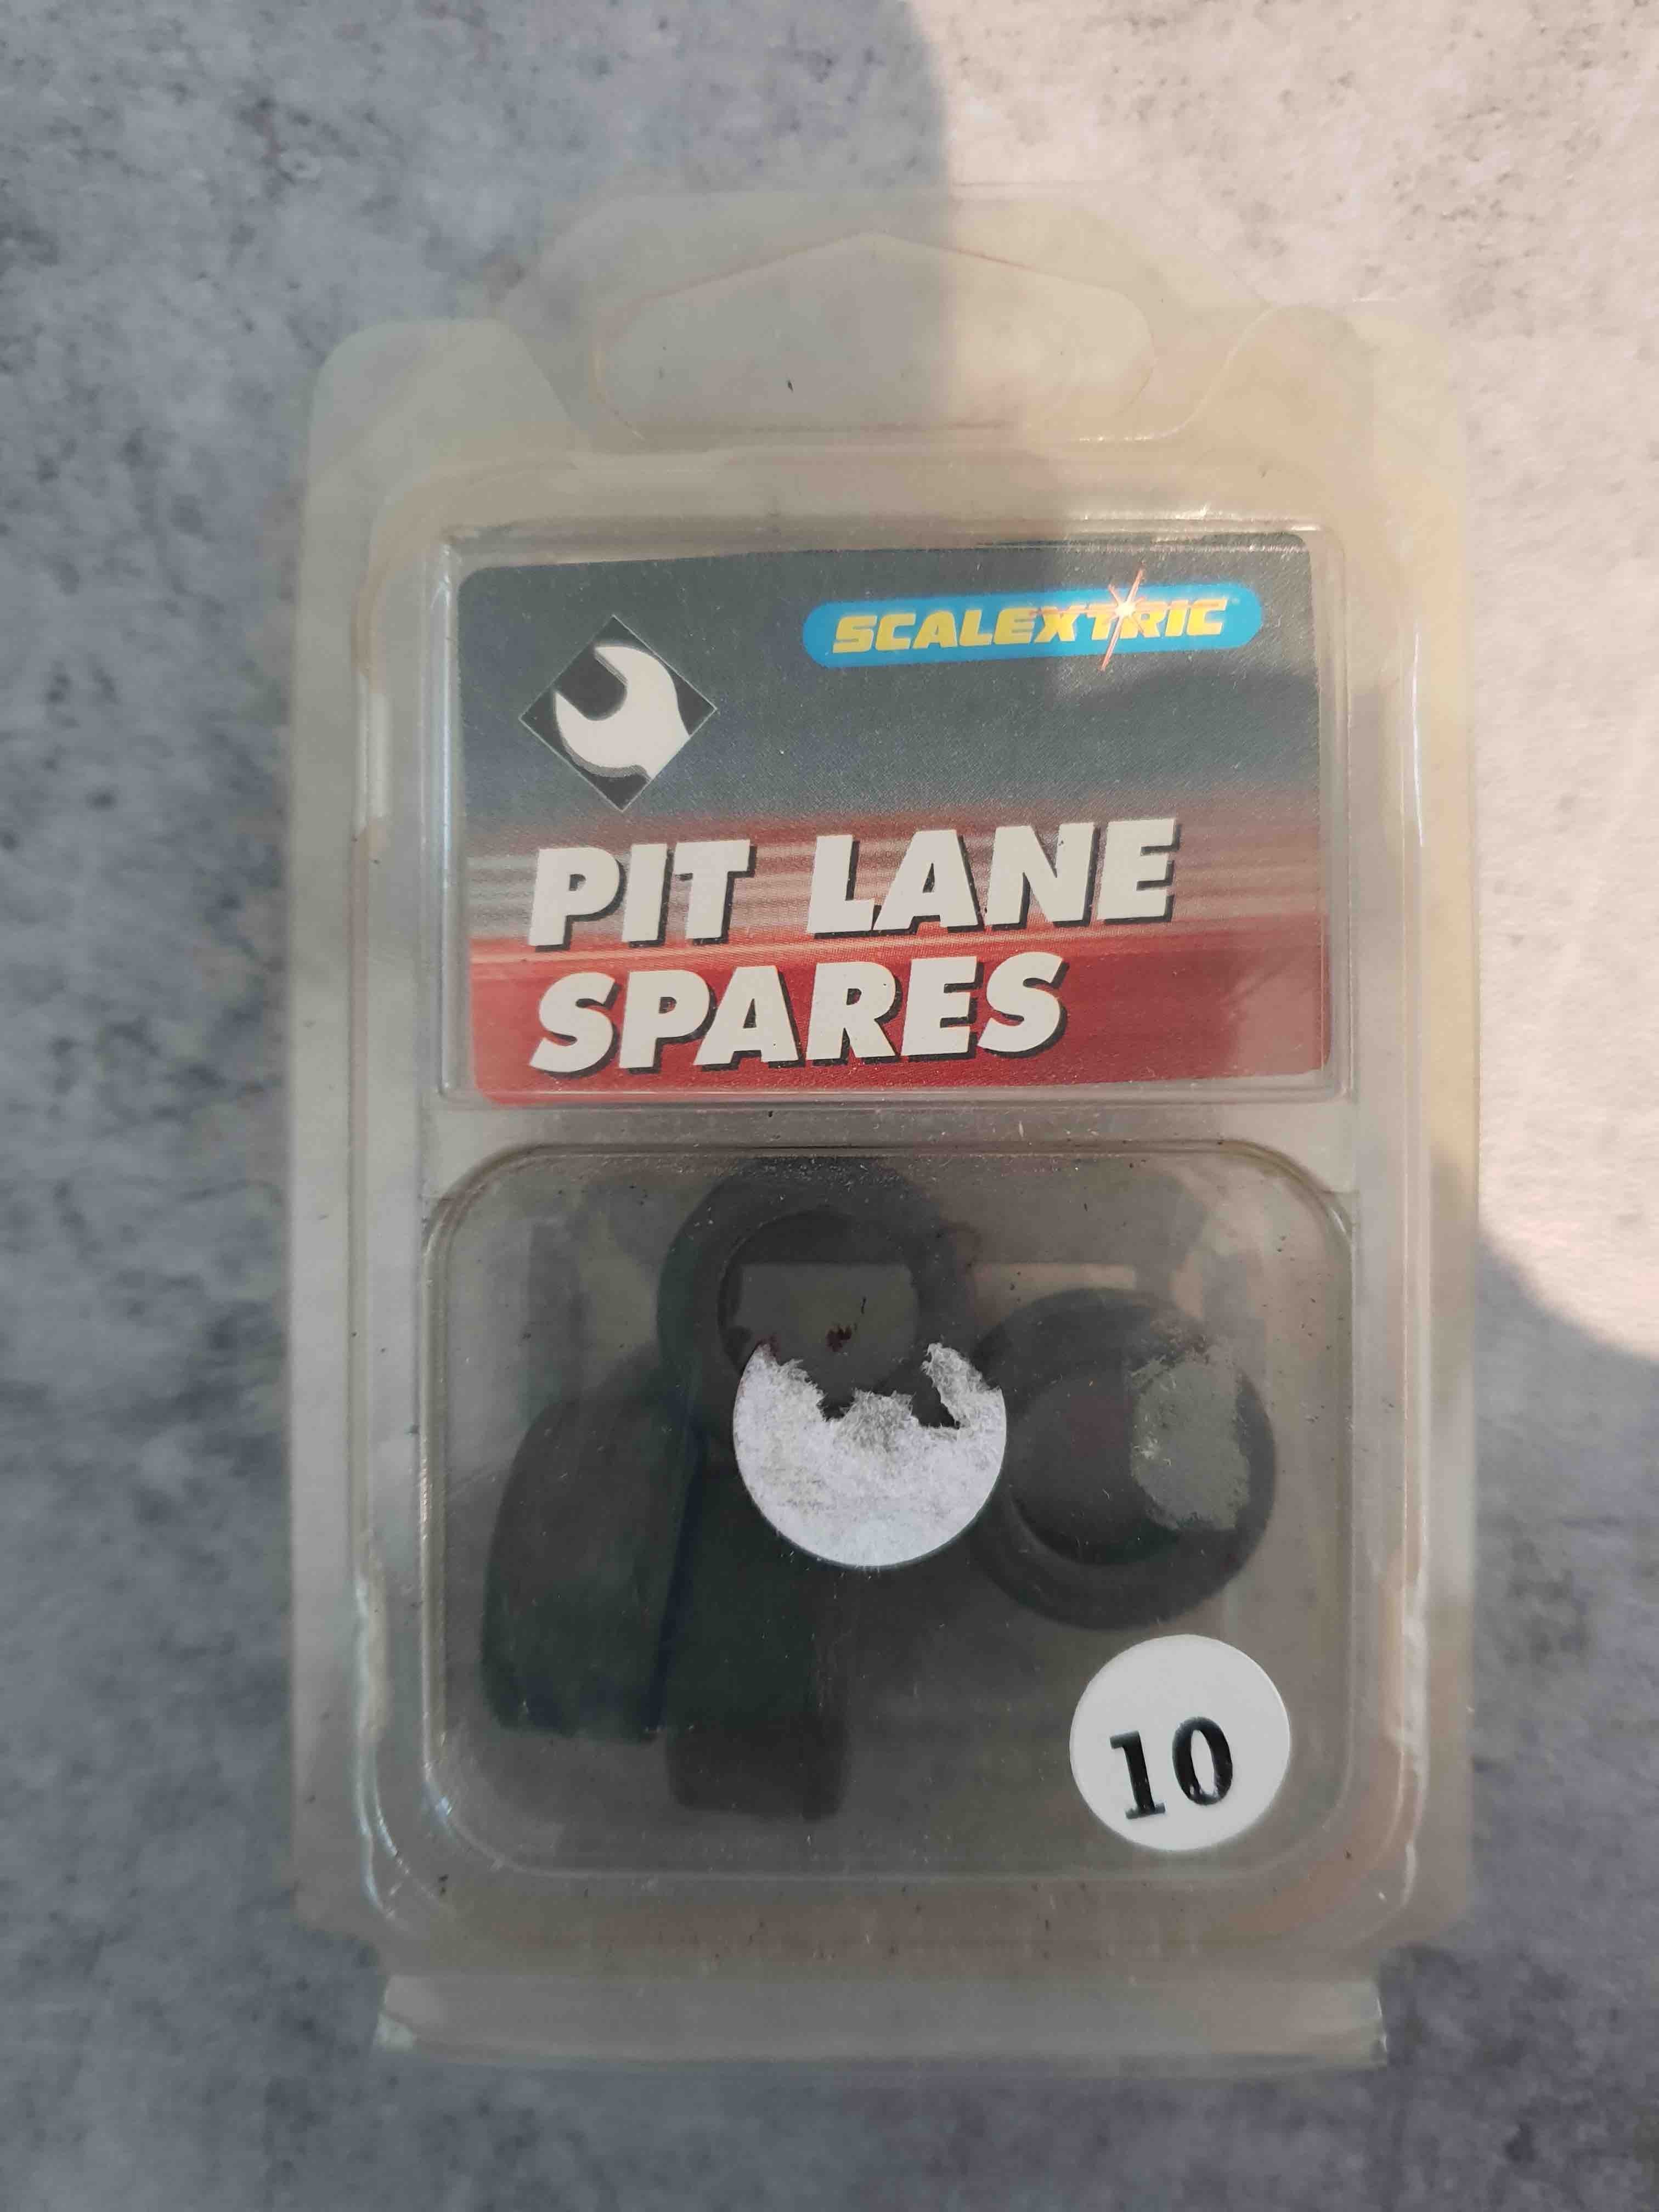 SCALEXTRIC
PIT LANE
SPARES
10